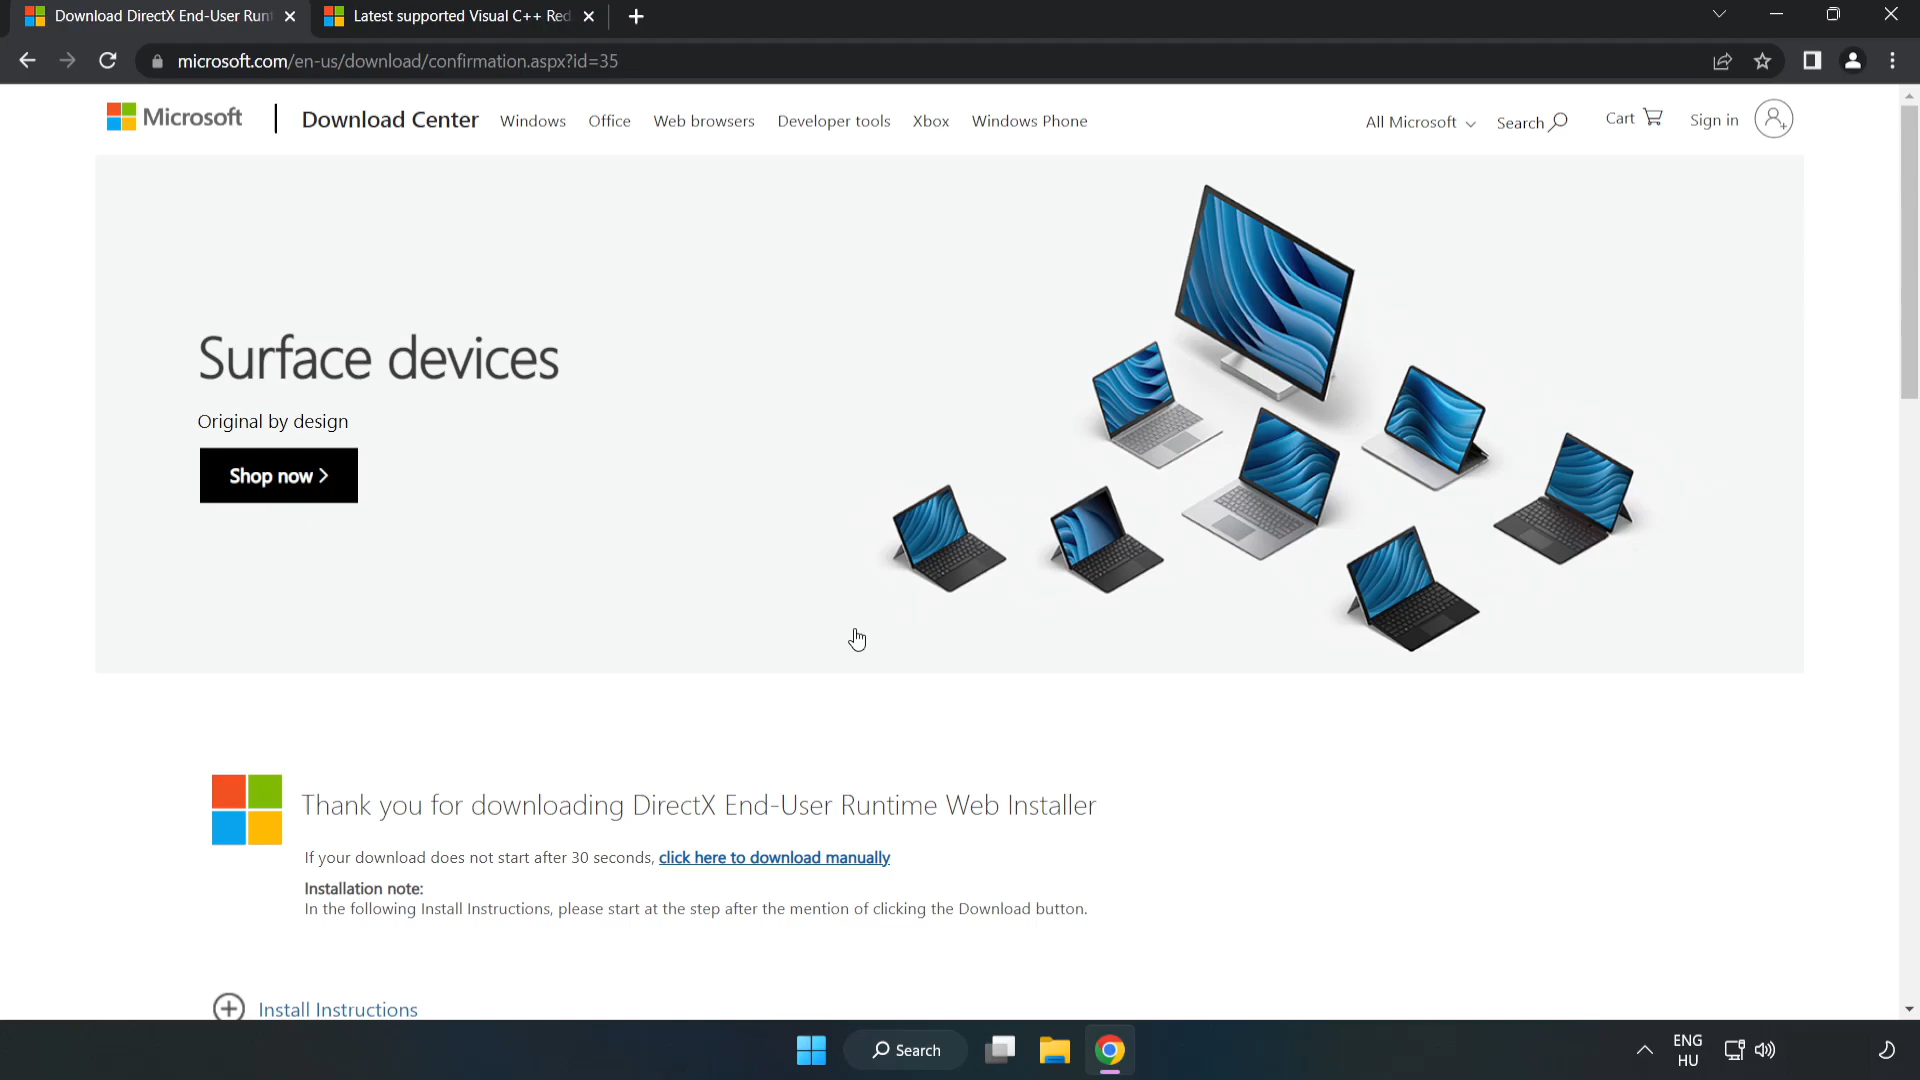 Download DirectX End-User Runt
Latest supported Visual C++ Red
microsoft.com/en-us/download/confirmation.aspx?id=35
Microsoft
Download Center
Windows
Office
Web browsers
Developer tools
Xbox
Windows Phone
All Microsoft
Search
Cart
Sign in
Surface devices
Original by design
Shop now
Thank you for downloading DirectX End-User Runtime Web Installer
If your download does not start after 30 seconds, click here to download manually
Installation note:
In the following Install Instructions, please start at the step after the mention of clicking the Download button.
Install Instructions
Search
ENG
HU